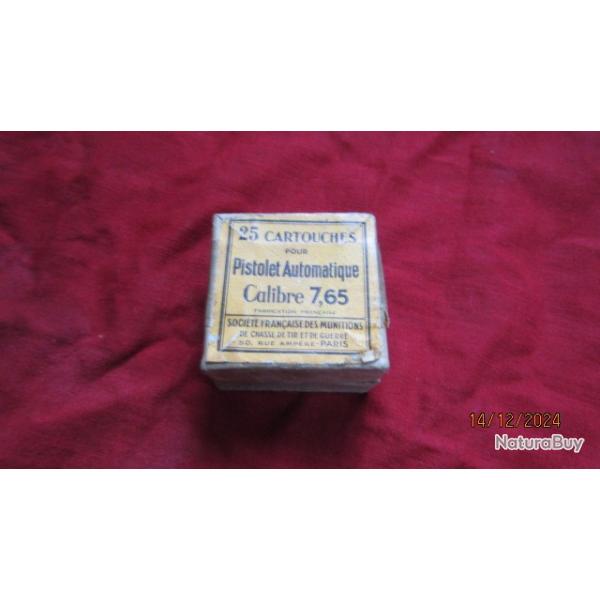 25 CARTOUCHES
POUR
Pistolet Automatique
Calibre 7,65
FABRICATION FRANÇAISE
SOCIÉTÉ FRANÇAISE DES MUNITIONS
DE CHASSE DE TIR ET DE GUERRE
50, RUE AMPÈRE-PARIS
14/12/2024
NaturaBuy